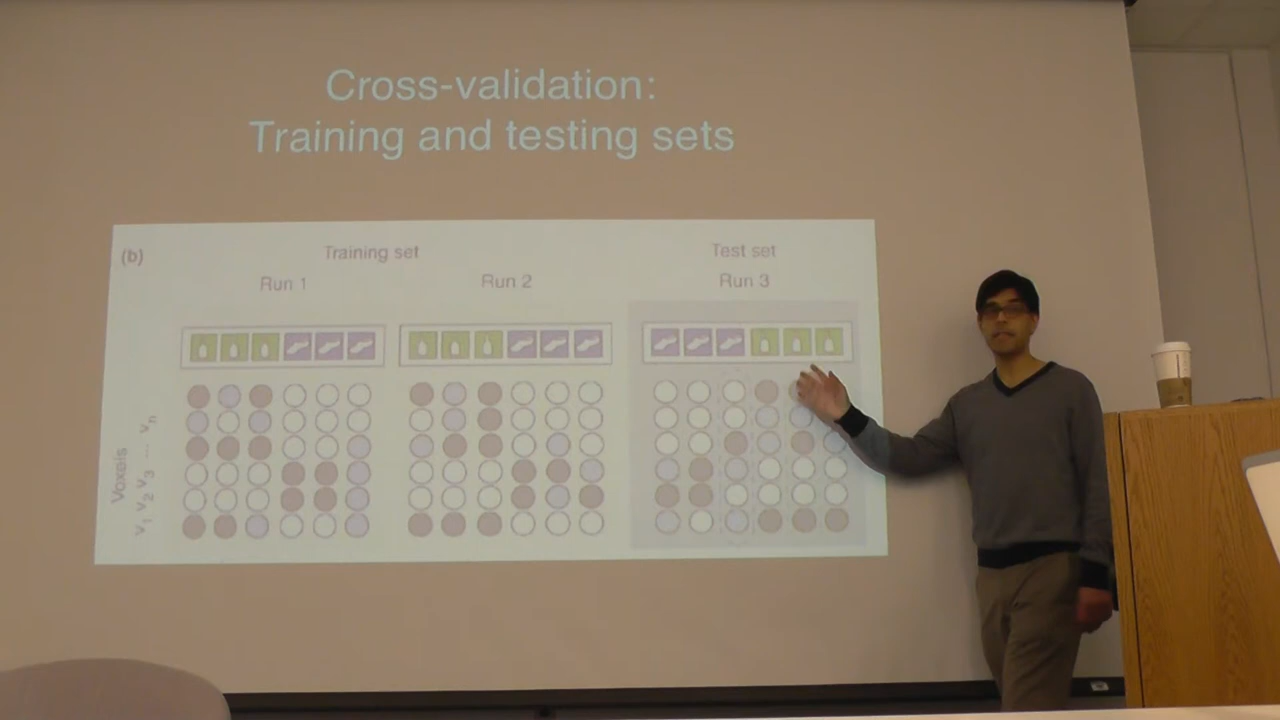 Cross-validation:
Training and testing sets
(b)
Training set
Test set
Run 1
Run 2
Run 3
Voxels
v1 v2 v3 ... vn